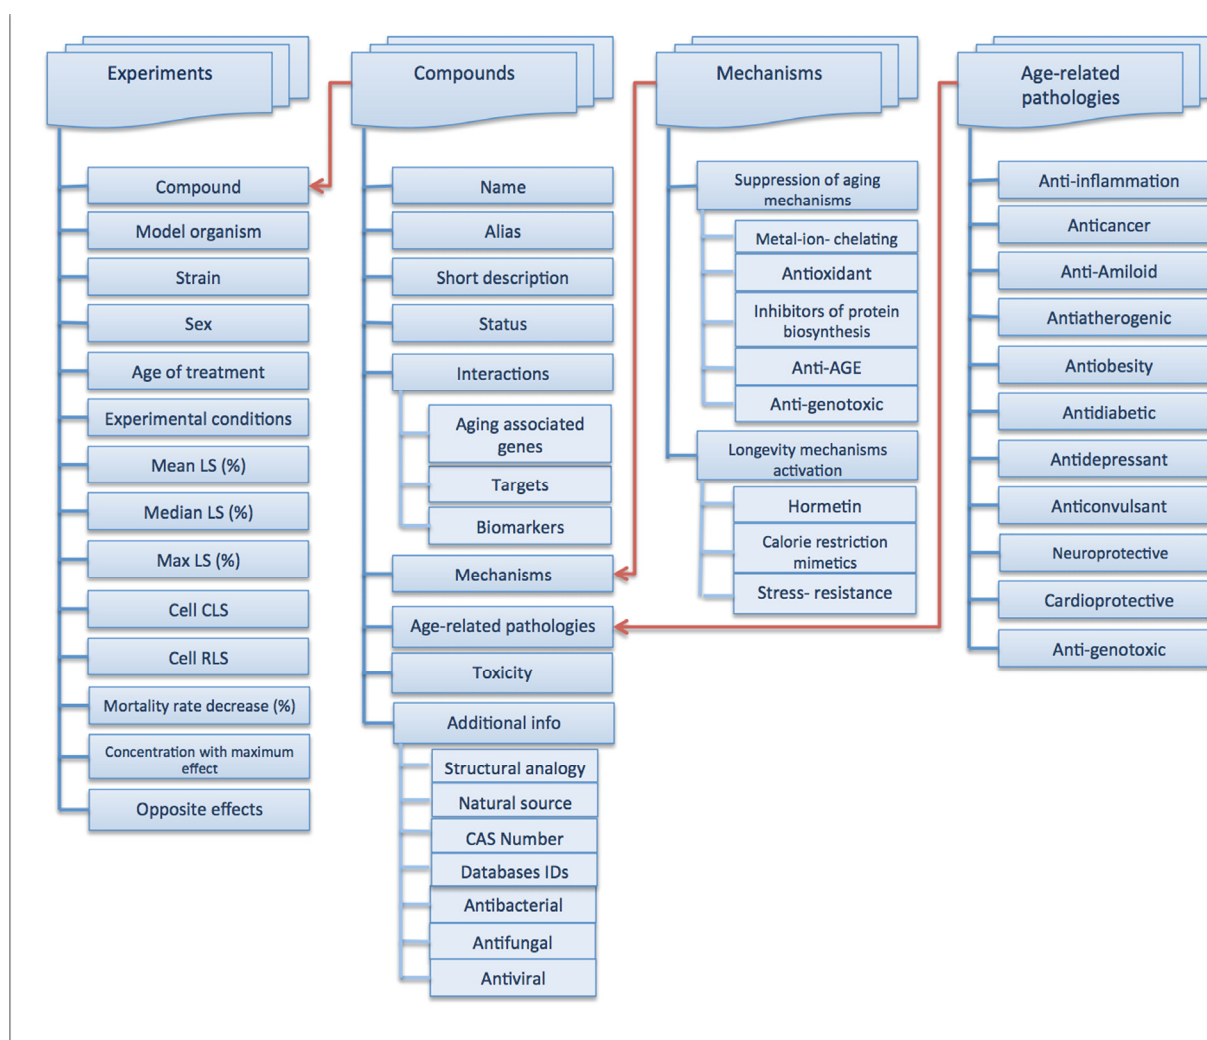 Experiments
Compound
Model organism
Strain
Sex
Age of treatment
Experimental conditions
Mean LS (%)
Median LS (%)
Max LS (%)
Cell CLS
Cell RLS
Mortality rate decrease (%)
Concentration with maximum
effect
Opposite effects
Compounds
Name
Alias
Short description
Status
Interactions
Aging associated
genes
Targets
Biomarkers
Mechanisms
Age-related pathologies
Toxicity
Additional info
Structural analogy
Natural source
CAS Number
Databases IDs
Antibacterial
Antifungal
Antiviral
Mechanisms
Suppression of aging
mechanisms
Metal-ion- chelating
Antioxidant
Inhibitors of protein
biosynthesis
Anti-AGE
Anti-genotoxic
Longevity mechanisms
activation
Hormetin
Calorie restriction
mimetics
Stress- resistance
Age-related
pathologies
Anti-inflammation
Anticancer
Anti-Amiloid
Antiatherogenic
Antiobesity
Antidiabetic
Antidepressant
Anticonvulsant
Neuroprotective
Cardioprotective
Anti-genotoxic